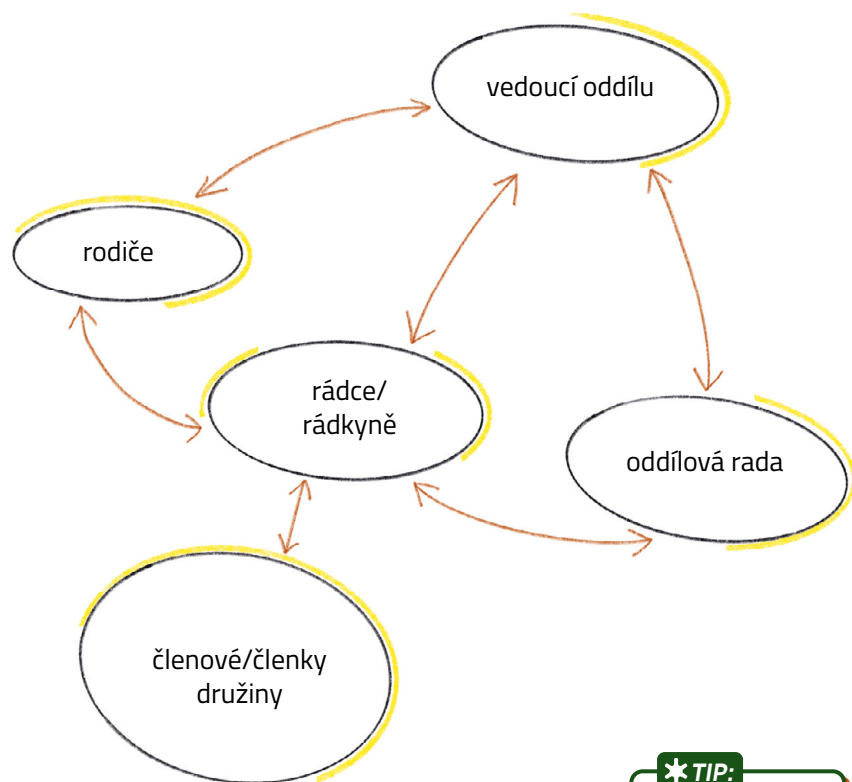 vedoucí oddílu
rodiče
rádce/
rádkyně
oddílová rada
členové/členky
družiny
TIP: